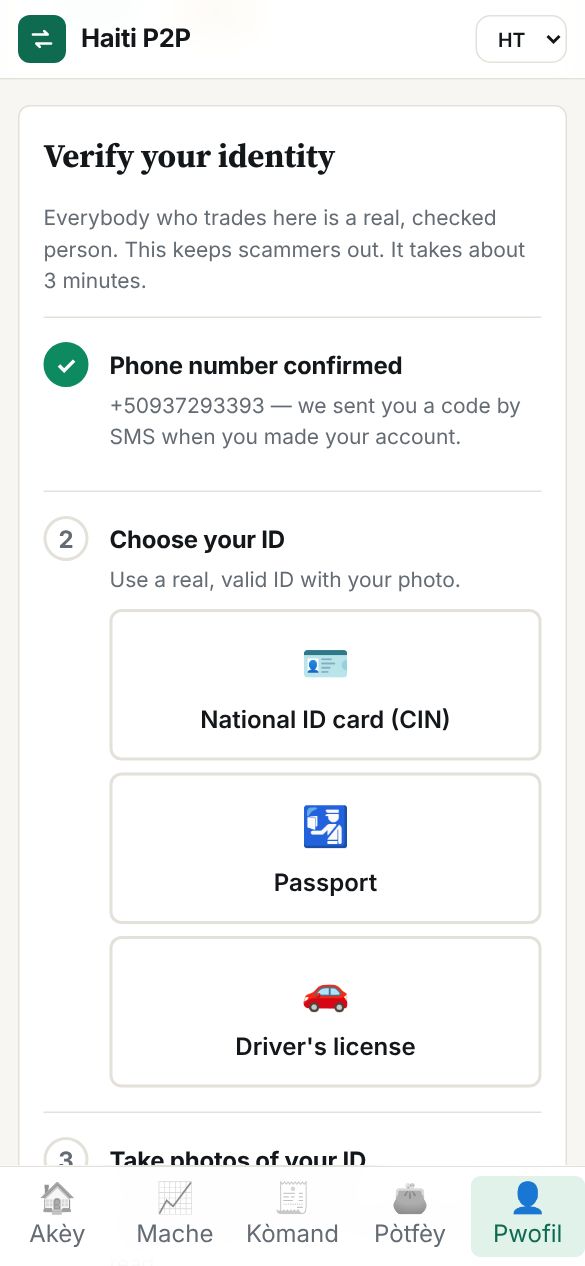 Haiti P2P
HT
Verify your identity
Everybody who trades here is a real, checked
person. This keeps scammers out. It takes about
3 minutes.
Phone number confirmed
+50937293393 — we sent you a code by
SMS when you made your account.
2
Choose your ID
Use a real, valid ID with your photo.
National ID card (CIN)
Passport
Driver's license
3
Take photos of your ID
Akèy
Mache
Kòmand
Pòtfèy
Pwofil